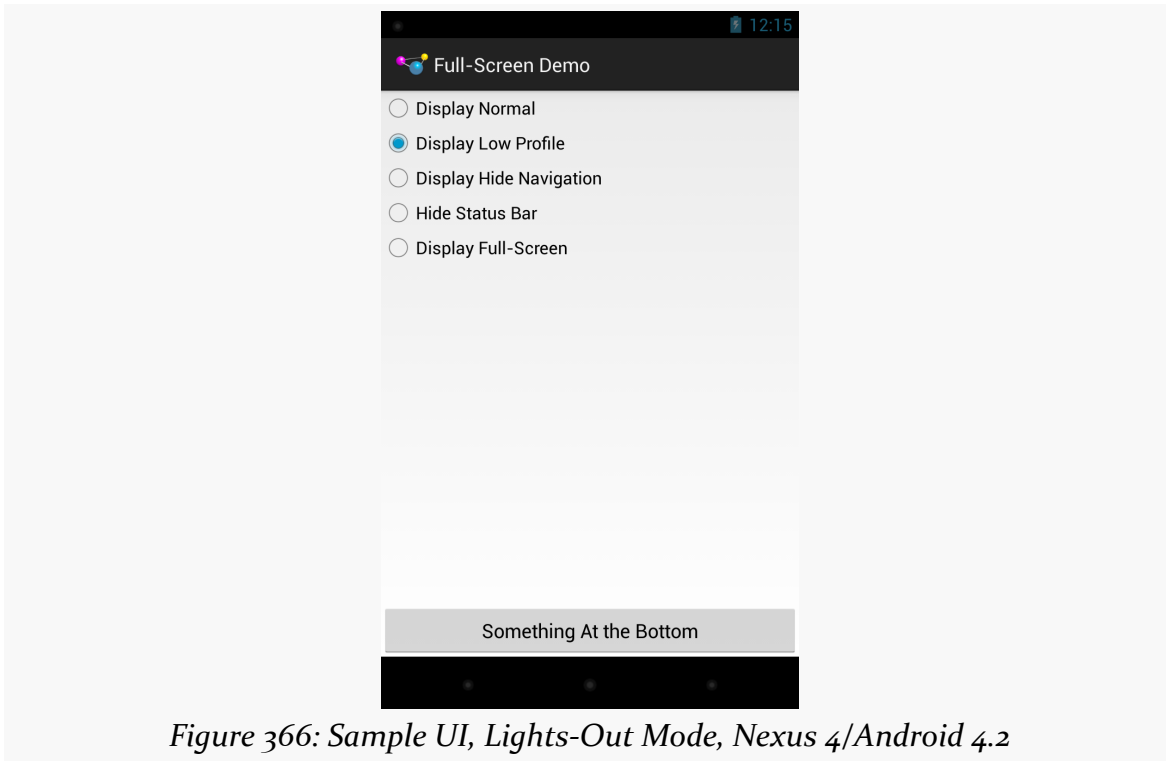 12:15
Full-Screen Demo
Display Normal
Display Low Profile
Display Hide Navigation
Hide Status Bar
Display Full-Screen
Something At the Bottom
Figure 366: Sample UI, Lights-Out Mode, Nexus 4/Android 4.2